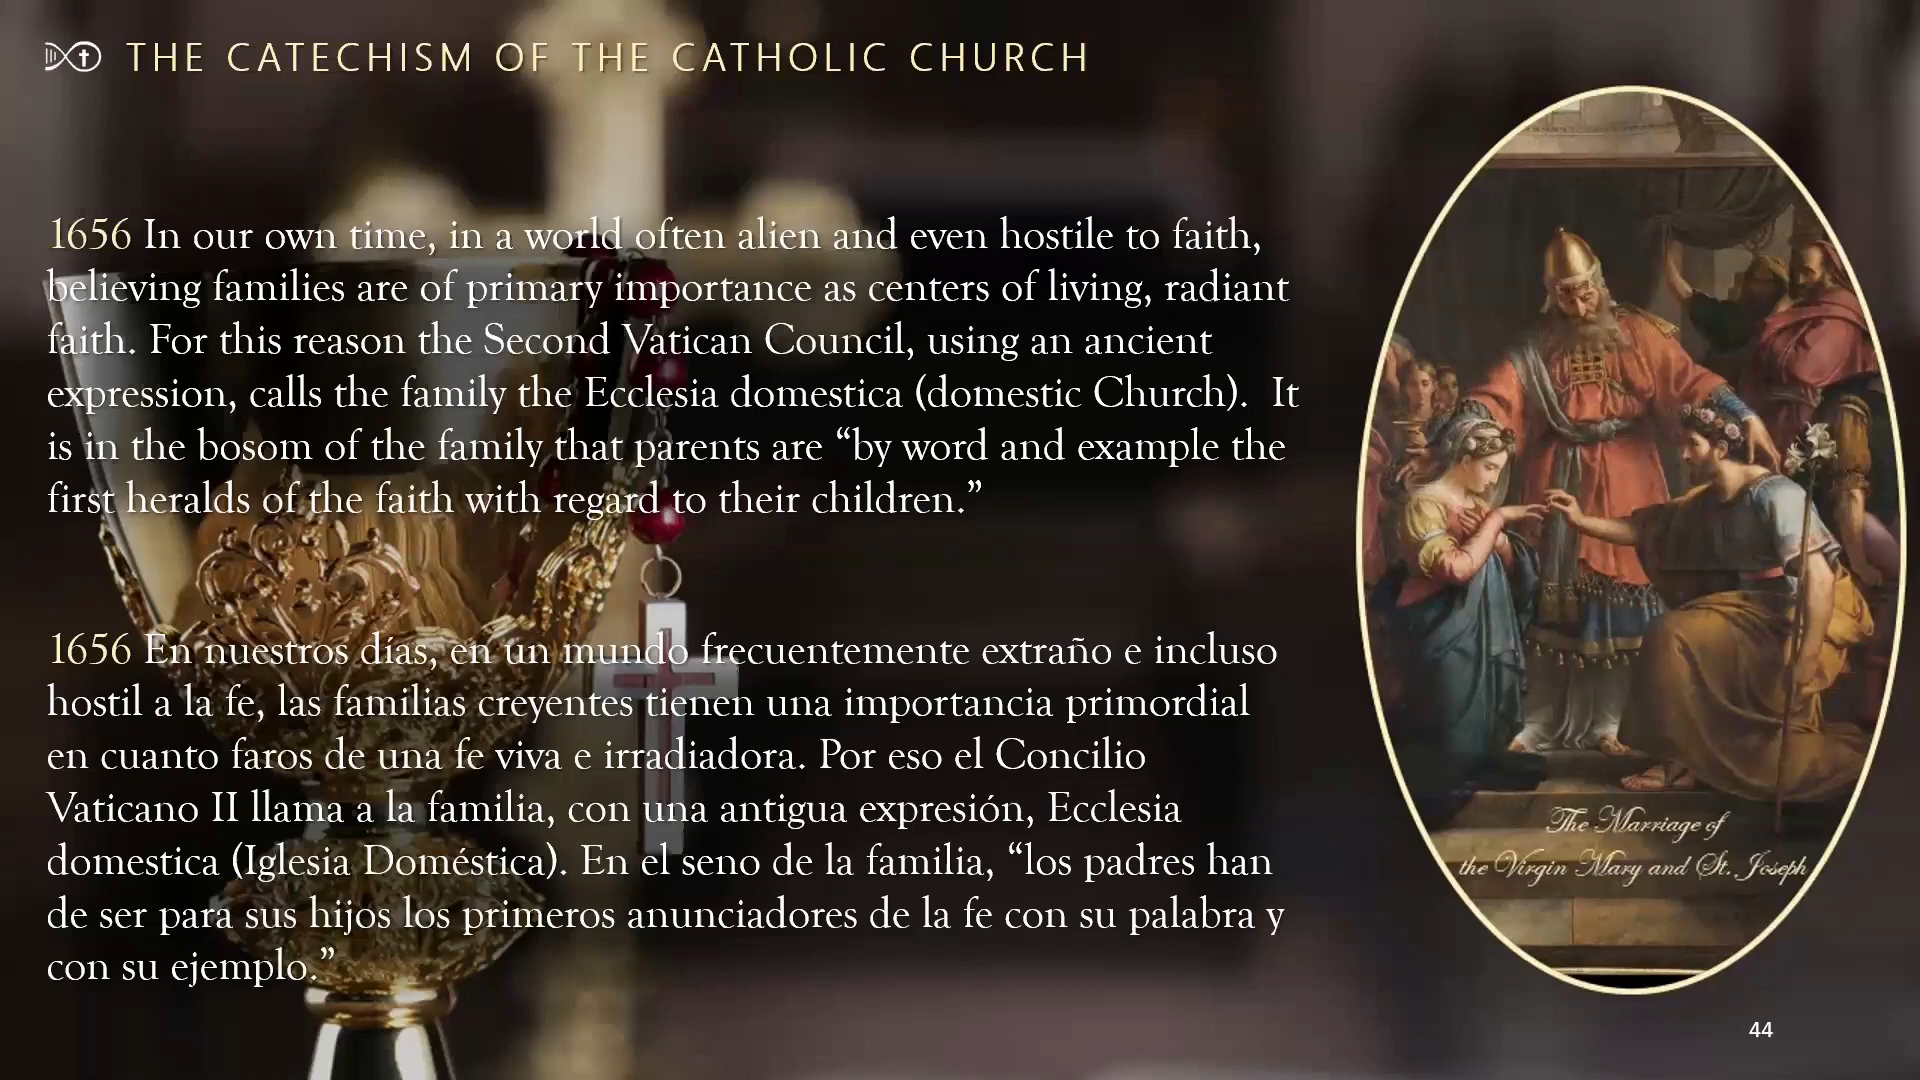 THE CATECHISM OF THE CATHOLIC CHURCH
1656 In our own time, in a world often alien and even hostile to faith,
believing families are of primary importance as centers of living, radiant
faith. For this reason the Second Vatican Council, using an ancient
expression, calls the family the Ecclesia domestica (domestic Church).  It
is in the bosom of the family that parents are “by word and example the
first heralds of the faith with regard to their children.”
1656 En nuestros días, en un mundo frecuentemente extraño e incluso
hostil a la fe, las familias creyentes tienen una importancia primordial
en cuanto faros de una fe viva e irradiadora. Por eso el Concilio
Vaticano II llama a la familia, con una antigua expresión, Ecclesia
domestica (Iglesia Doméstica). En el seno de la familia, “los padres han
de ser para sus hijos los primeros anunciadores de la fe con su palabra y
con su ejemplo.”
The Marriage of
the Virgin Mary and St. Joseph
44